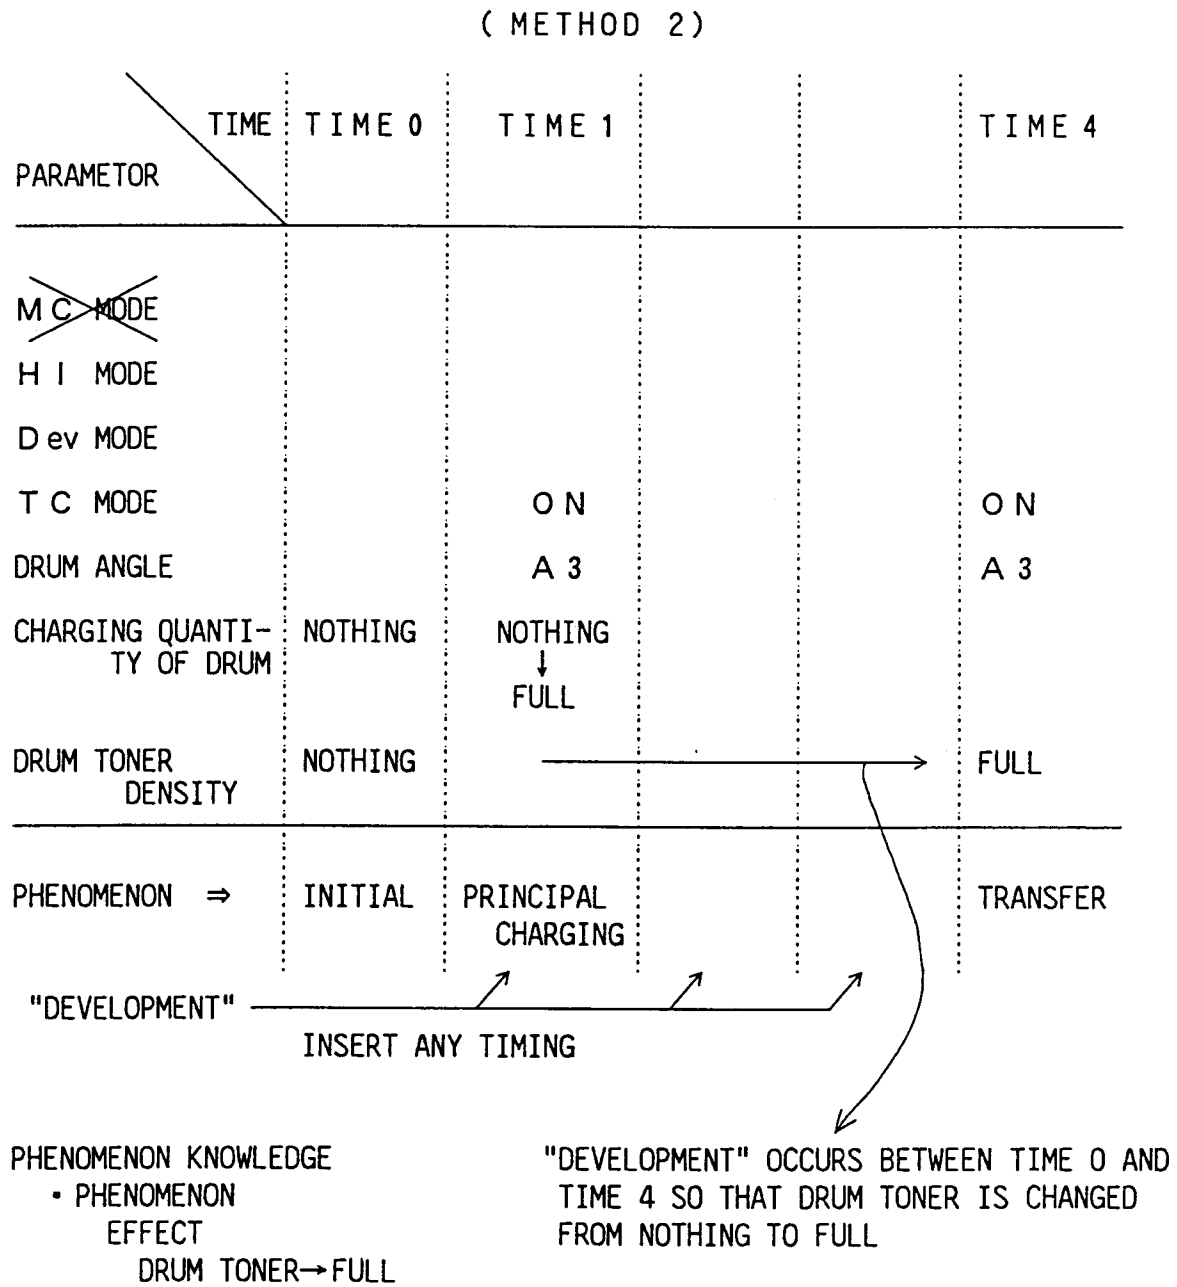 ( METHOD 2)
TIME TIME 0 TIME 1 TIME 4
PARAMETOR
MC MODE
HI MODE
Dev MODE
TC MODE ON ON
DRUM ANGLE A3 A3
CHARGING QUANTI- NOTHING NOTHING
TY OF DRUM ↓
FULL
DRUM TONER NOTHING FULL
DENSITY
PHENOMENON ⇒ INITIAL PRINCIPAL TRANSFER
CHARGING
"DEVELOPMENT"
INSERT ANY TIMING
PHENOMENON KNOWLEDGE "DEVELOPMENT" OCCURS BETWEEN TIME 0 AND
• PHENOMENON TIME 4 SO THAT DRUM TONER IS CHANGED
EFFECT FROM NOTHING TO FULL
DRUM TONER→FULL